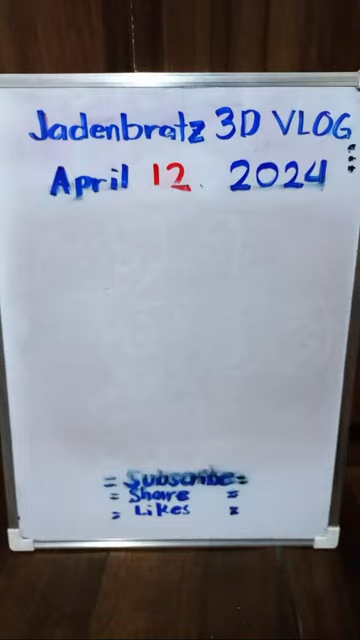 Jadenbratz 3D VLOG
April 12. 2024
= Subscribe =
= Share =
= Likes =